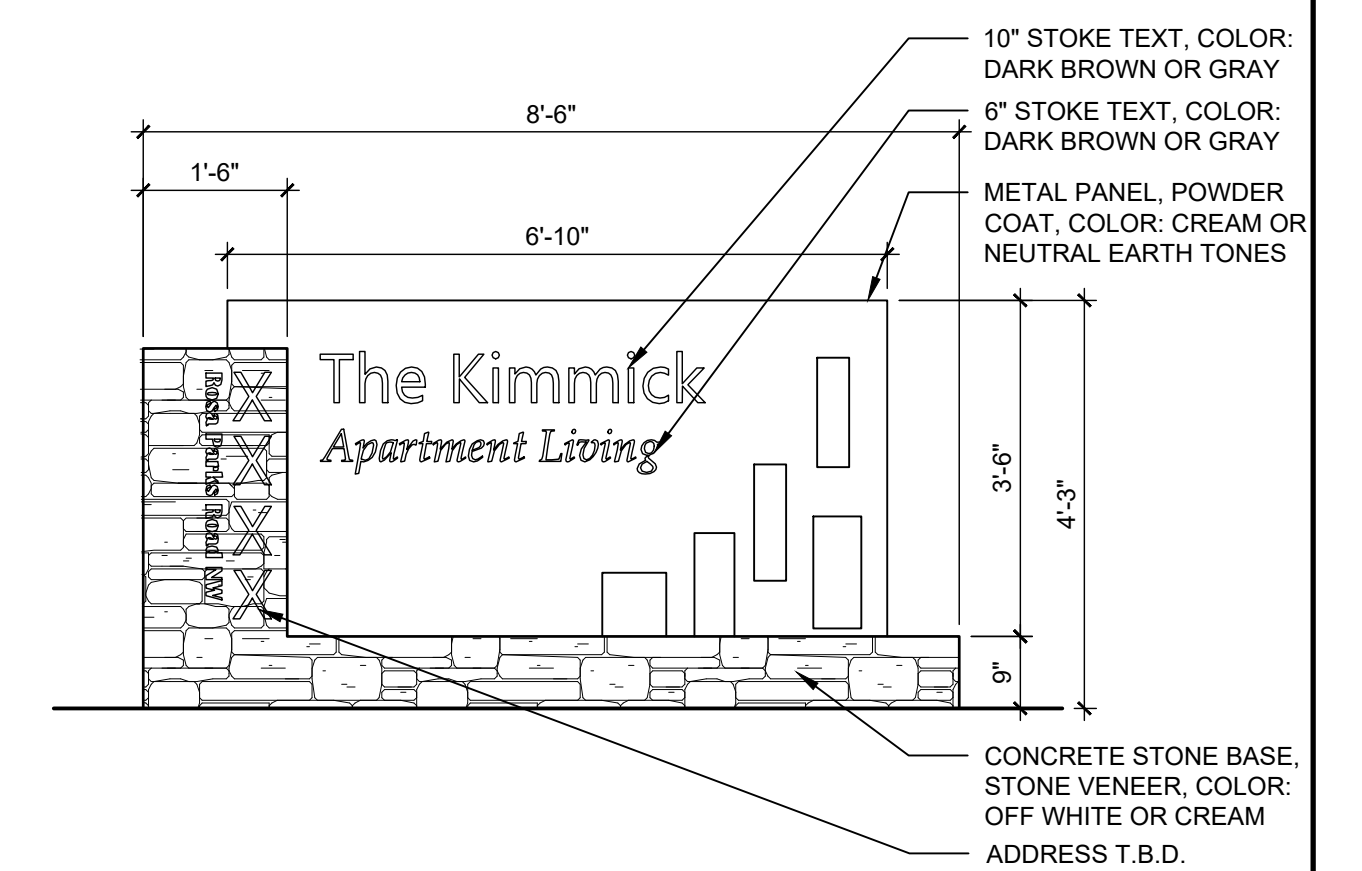 10" STOKE TEXT, COLOR:
DARK BROWN OR GRAY
6" STOKE TEXT, COLOR:
DARK BROWN OR GRAY
METAL PANEL, POWDER
COAT, COLOR: CREAM OR
NEUTRAL EARTH TONES
8'-6"
1'-6"
6'-10"
The Kimmick
Apartment Living
XXXX
Rosa Parks Road NW
3'-6"
4'-3"
9"
CONCRETE STONE BASE,
STONE VENEER, COLOR:
OFF WHITE OR CREAM
ADDRESS T.B.D.